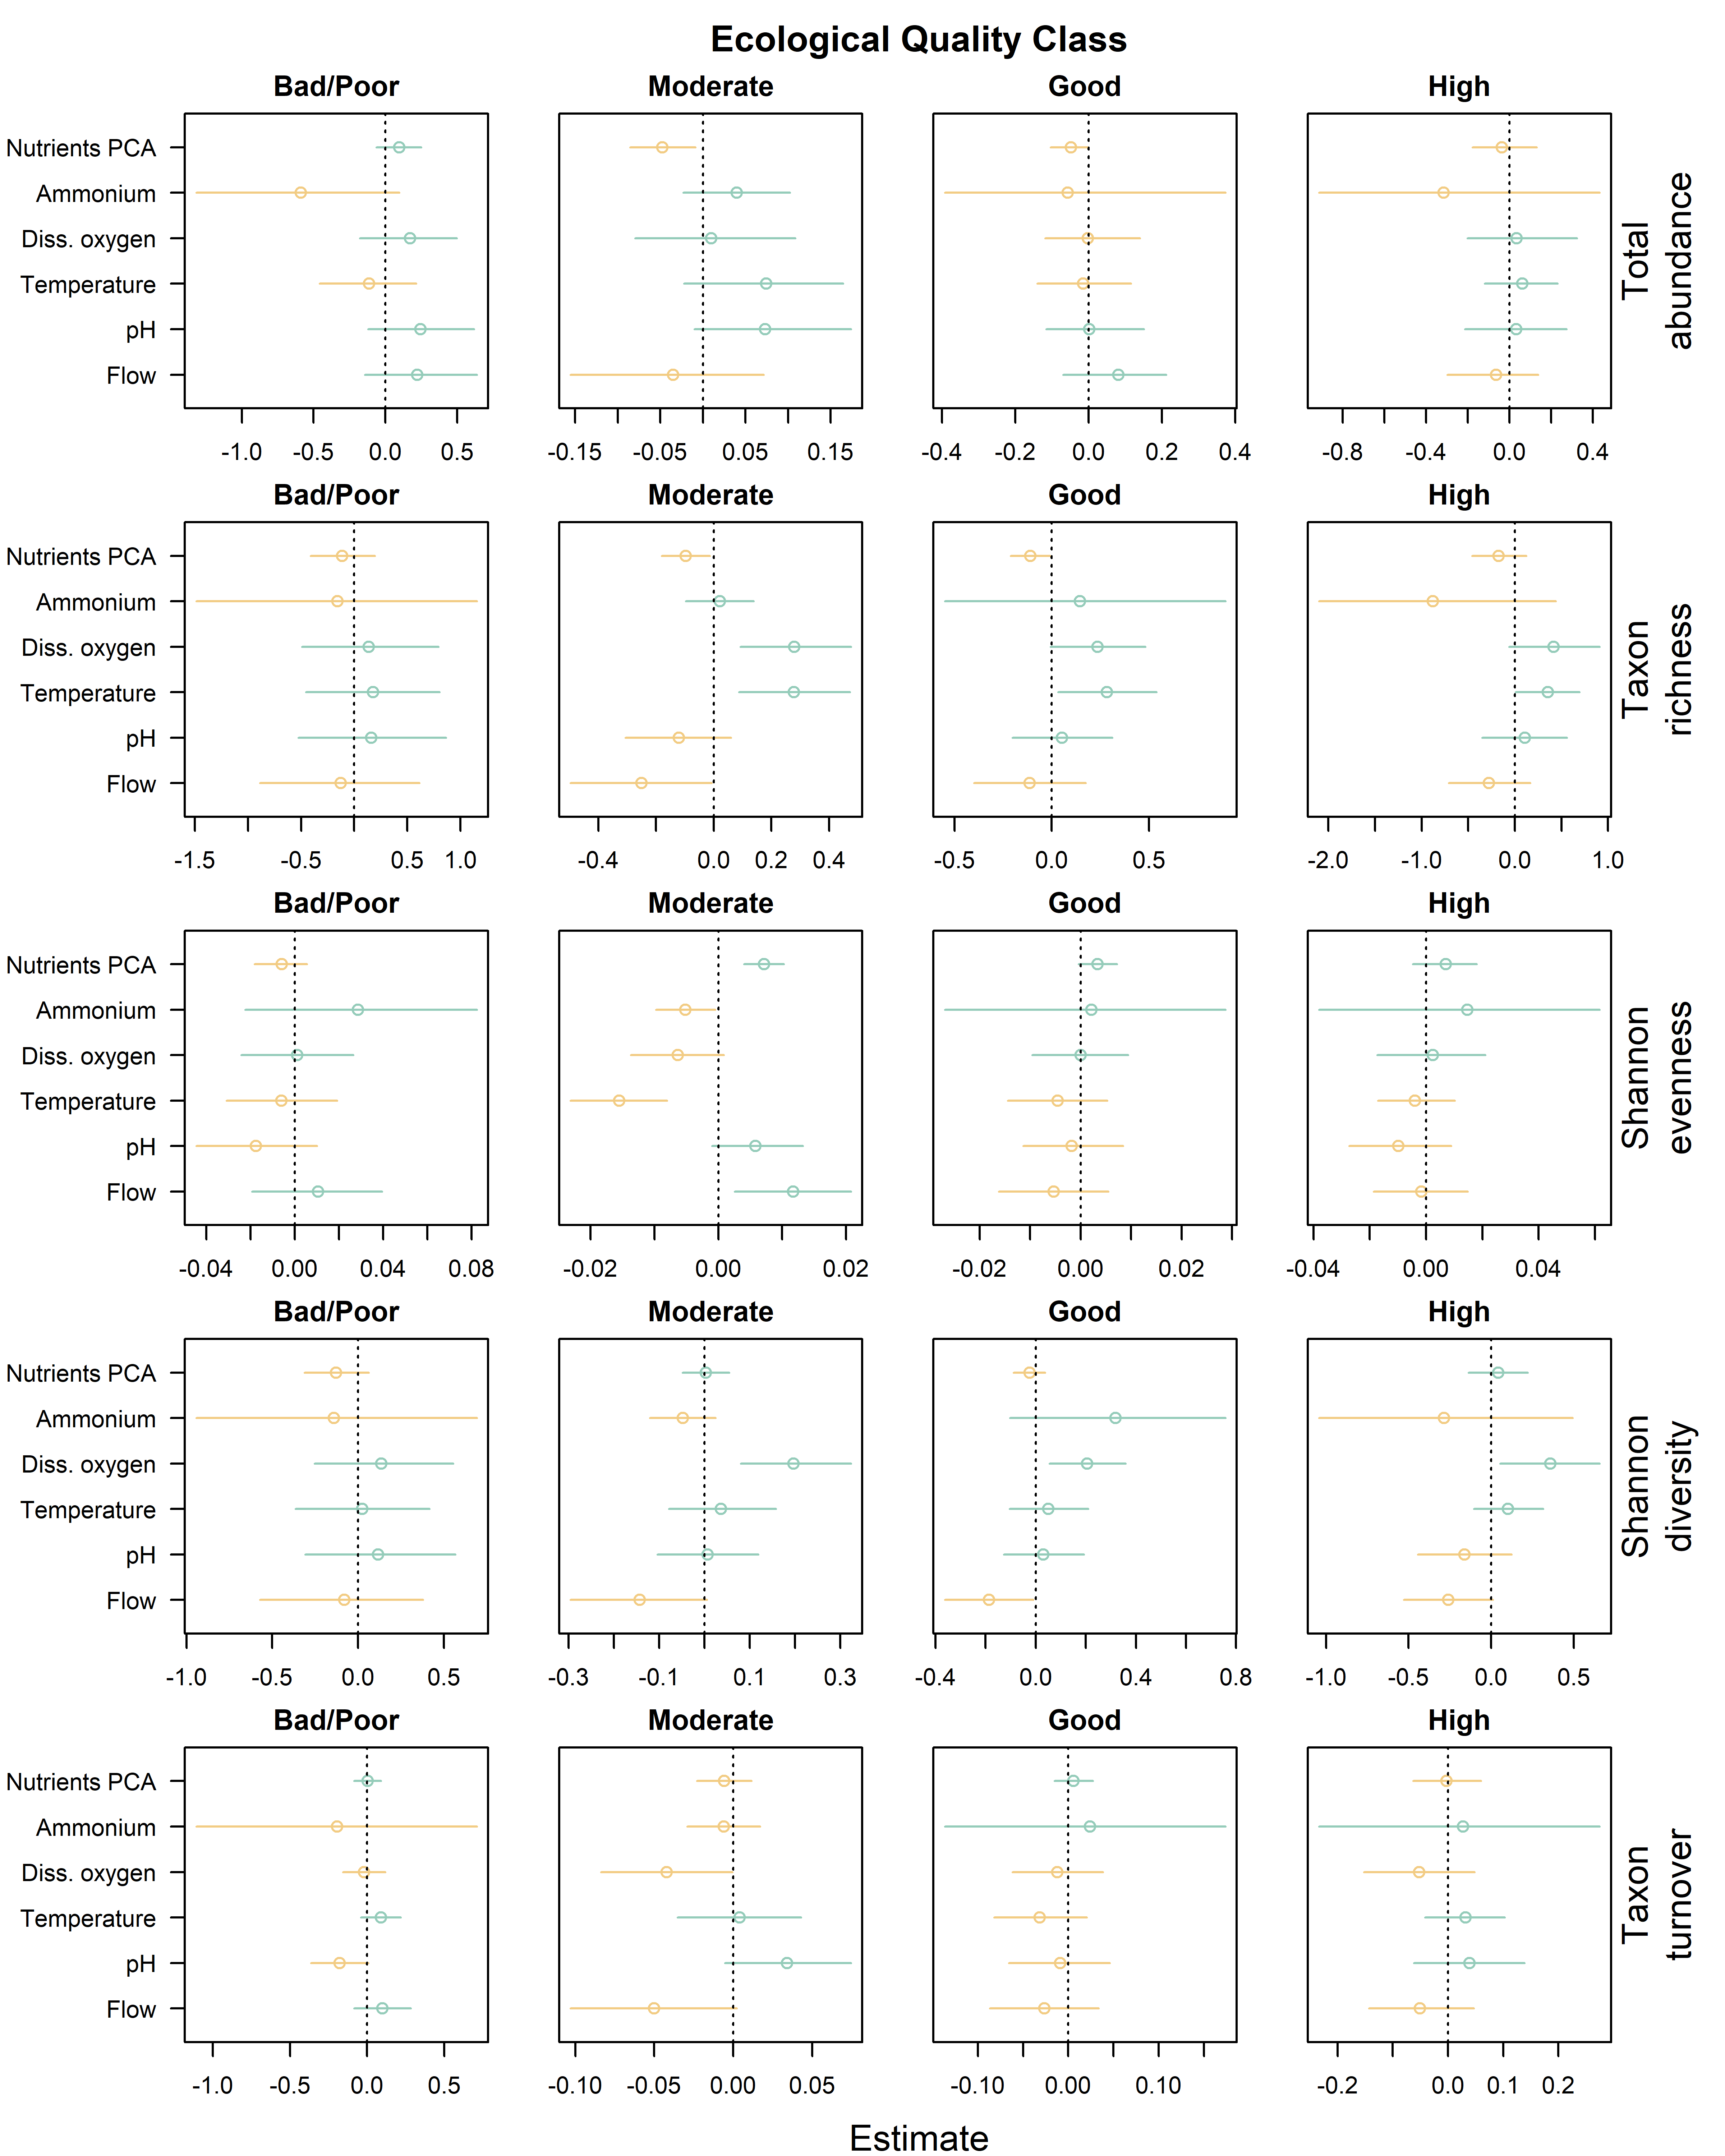 Ecological Quality Class
Bad/Poor Moderate Good High
Nutrients PCA
Ammonium
Diss. oxygen
Temperature
pH
Flow
Total
abundance
-1.0 -0.5 0.0 0.5 -0.15 -0.05 0.05 0.15 -0.4 -0.2 0.0 0.2 0.4 -0.8 -0.4 0.0 0.4
Bad/Poor Moderate Good High
Nutrients PCA
Ammonium
Diss. oxygen
Temperature
pH
Flow
Taxon
richness
-1.5 -0.5 0.5 1.0 -0.4 0.0 0.2 0.4 -0.5 0.0 0.5 -2.0 -1.0 0.0 1.0
Bad/Poor Moderate Good High
Nutrients PCA
Ammonium
Diss. oxygen
Temperature
pH
Flow
Shannon
evenness
-0.04 0.00 0.04 0.08 -0.02 0.00 0.02 -0.02 0.00 0.02 -0.04 0.00 0.04
Bad/Poor Moderate Good High
Nutrients PCA
Ammonium
Diss. oxygen
Temperature
pH
Flow
Shannon
diversity
-1.0 -0.5 0.0 0.5 -0.3 -0.1 0.1 0.3 -0.4 0.0 0.4 0.8 -1.0 -0.5 0.0 0.5
Bad/Poor Moderate Good High
Nutrients PCA
Ammonium
Diss. oxygen
Temperature
pH
Flow
Taxon
turnover
-1.0 -0.5 0.0 0.5 -0.10 -0.05 0.00 0.05 -0.10 0.00 0.10 -0.2 0.0 0.1 0.2
Estimate